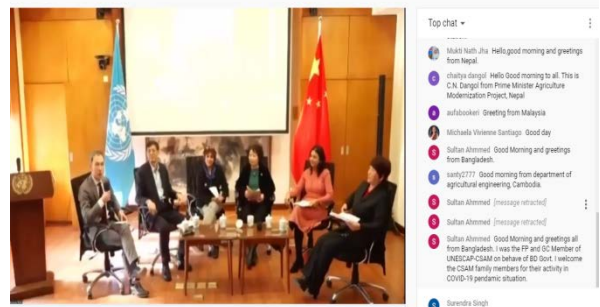 Top chat
Mukti Nath Jha Hello,good morning and greetings
from Nepal.
chaitya dangol Hello Good morning to all. This is
C.N. Dangol from Prime Minister Agriculture
Modernization Project, Nepal
aufabookeri Greeting from Malaysia
Michaela Vivienne Santiago Good day
Sultan Ahmmed Good Morning and greetings
from Bangladesh.
santy2777 Good morning from department of
agricultural engineering, Cambodia.
Sultan Ahmmed [message retracted]
Sultan Ahmmed [message retracted]
Sultan Ahmmed Good Morning and greetings all
from Bangladesh. I was the FP and GC Member of
UNESCAP-CSAM on behave of BD Govt. I welcome
the CSAM family members for their activity in
COVID-19 pendamic situation.
Surendra Singh